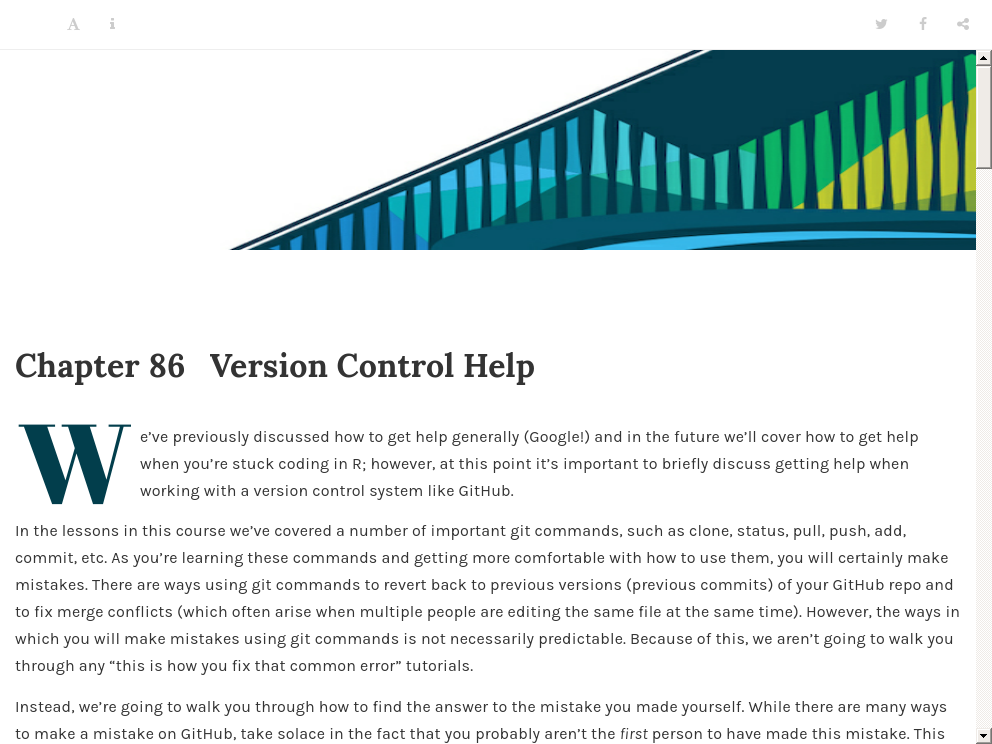 Chapter 86 Version Control Help
We’ve previously discussed how to get help generally (Google!) and in the future we’ll cover how to get help
when you’re stuck coding in R; however, at this point it’s important to briefly discuss getting help when
working with a version control system like GitHub.
In the lessons in this course we’ve covered a number of important git commands, such as clone, status, pull, push, add,
commit, etc. As you’re learning these commands and getting more comfortable with how to use them, you will certainly make
mistakes. There are ways using git commands to revert back to previous versions (previous commits) of your GitHub repo and
to fix merge conflicts (which often arise when multiple people are editing the same file at the same time). However, the ways in
which you will make mistakes using git commands is not necessarily predictable. Because of this, we aren’t going to walk you
through any “this is how you fix that common error” tutorials.
Instead, we’re going to walk you through how to find the answer to the mistake you made yourself. While there are many ways
to make a mistake on GitHub, take solace in the fact that you probably aren’t the first person to have made this mistake. This